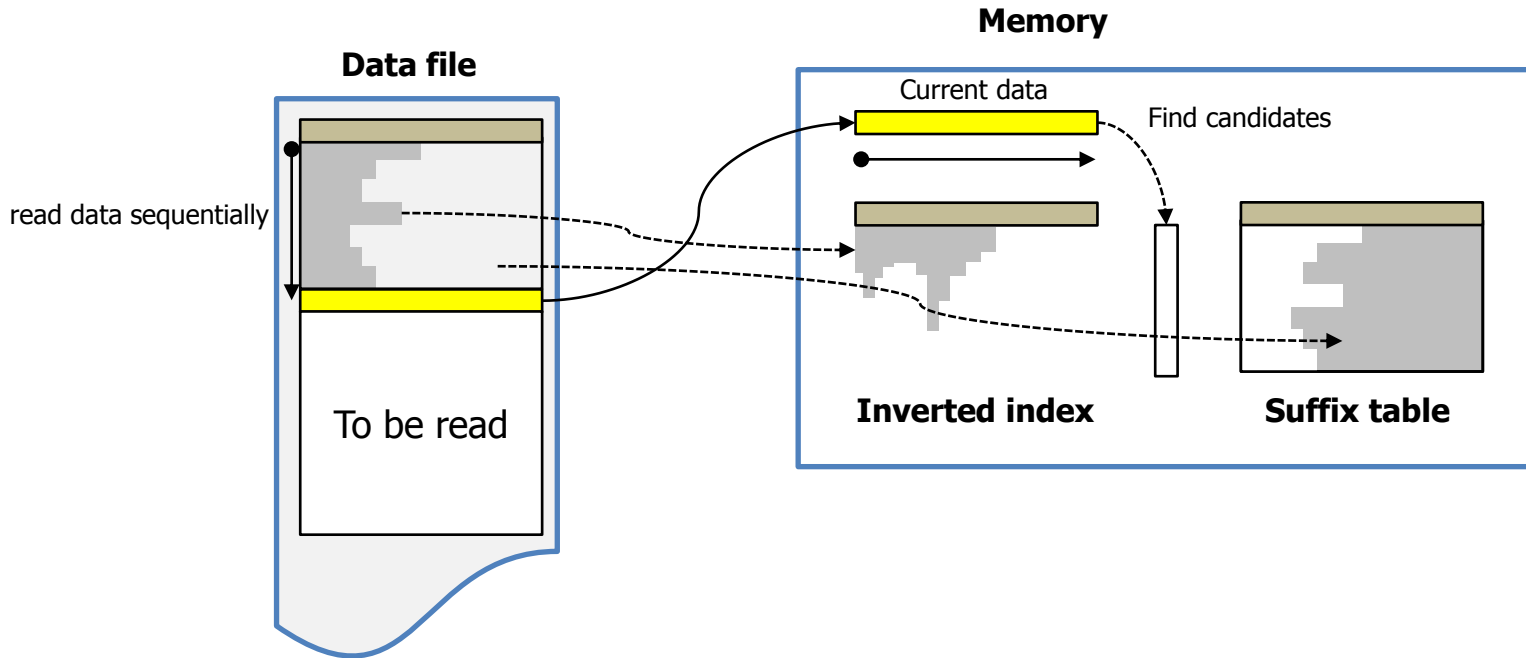 Memory
Data file
Current data
Find candidates
read data sequentially
To be read
Inverted index
Suffix table